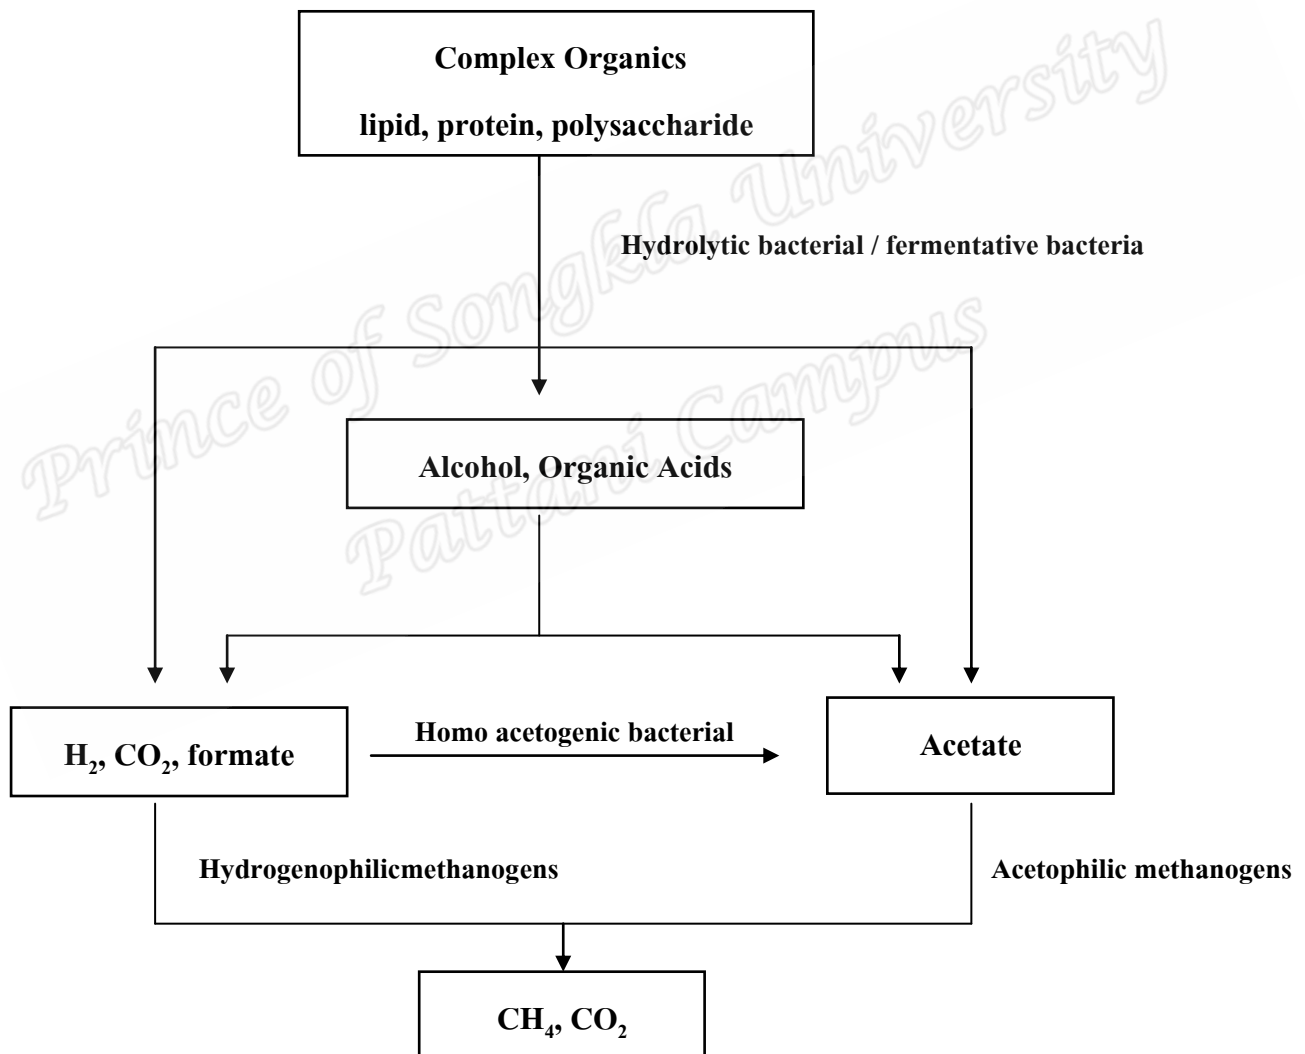 Complex Organics
lipid, protein, polysaccharide
Hydrolytic bacterial / fermentative bacteria
Prince of Songkla University
Pattani Campus
Alcohol, Organic Acids
H₂, CO₂, formate
Homo acetogenic bacterial
Acetate
Hydrogenophilicmethanogens
Acetophilic methanogens
CH₄, CO₂